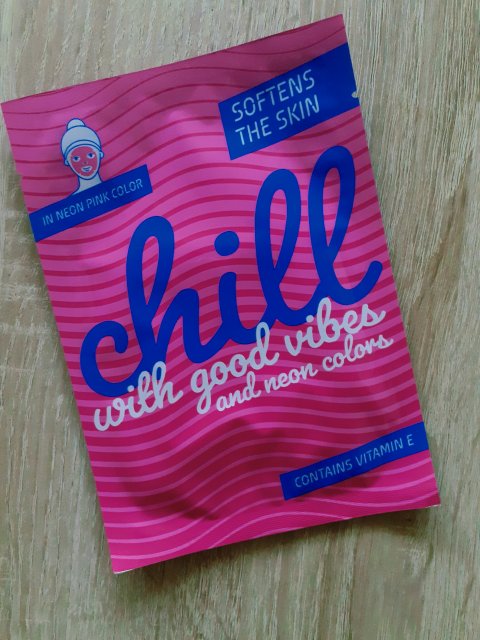 SOFTENS
THE SKIN
IN NEON PINK COLOR
chill
with good vibes
and neon colors
CONTAINS VITAMIN E